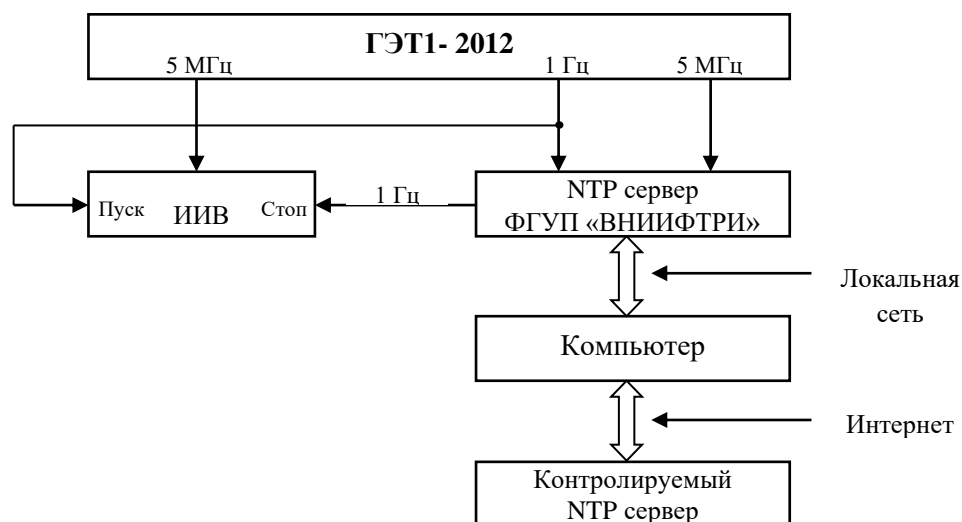 ГЭТ1- 2012
5 МГц 1 Гц 5 МГц
Пуск ИИВ Стоп
1 Гц
NTP сервер
ФГУП «ВНИИФТРИ»
Локальная
сеть
Компьютер
Интернет
Контролируемый
NTP сервер